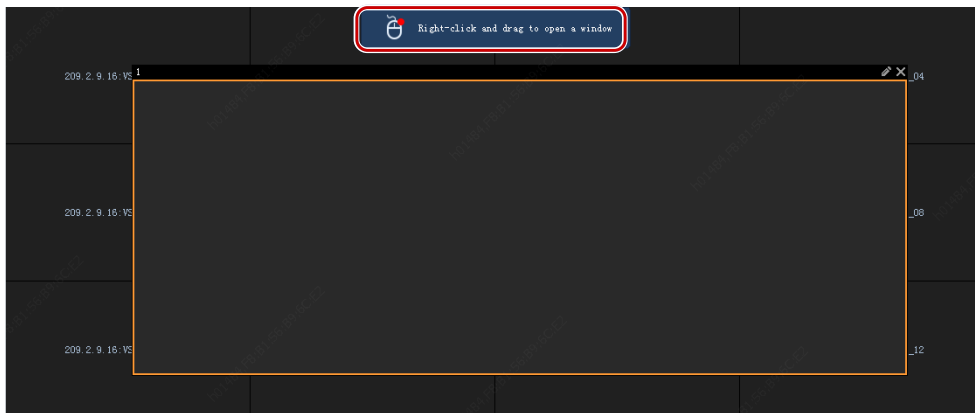 Right-click and drag to open a window
1
209.2.9.16:VS
_04
209.2.9.16:VS
_08
209.2.9.16:VS
_12